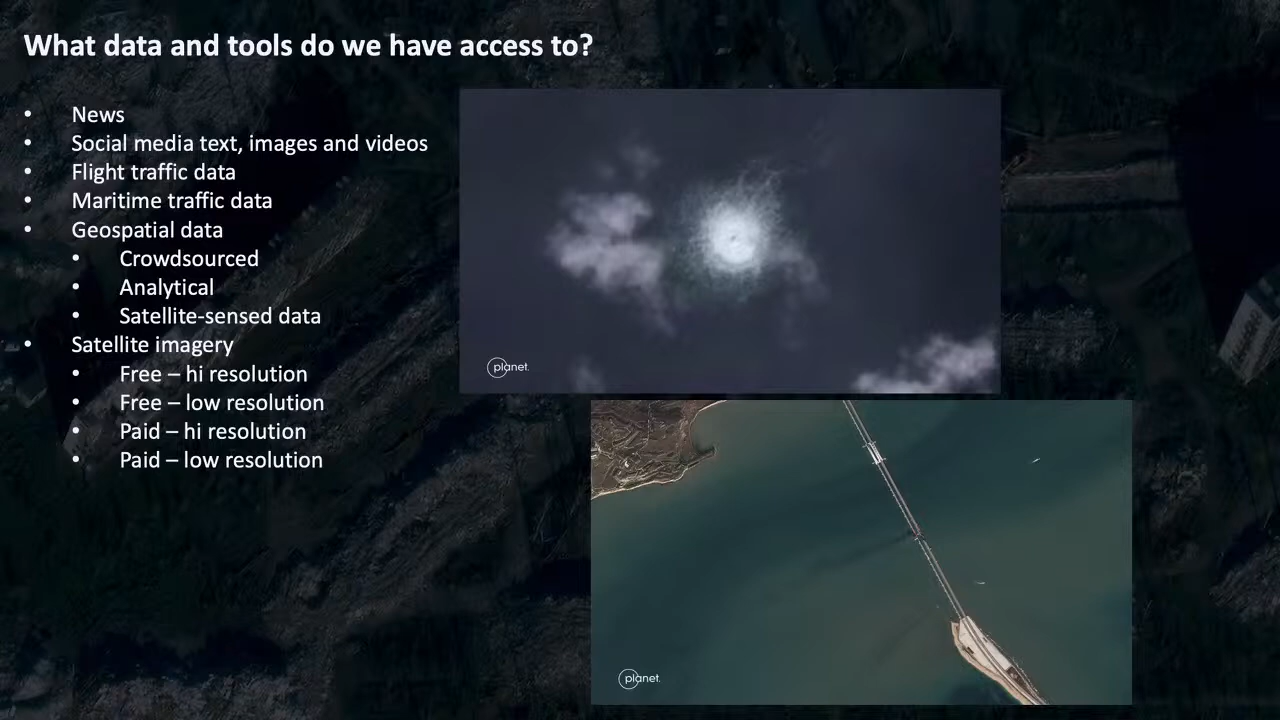 What data and tools do we have access to?
• News
• Social media text, images and videos
• Flight traffic data
• Maritime traffic data
• Geospatial data
• Crowdsourced
• Analytical
• Satellite-sensed data
• Satellite imagery
• Free – hi resolution
• Free – low resolution
• Paid – hi resolution
• Paid – low resolution
planet.
planet.